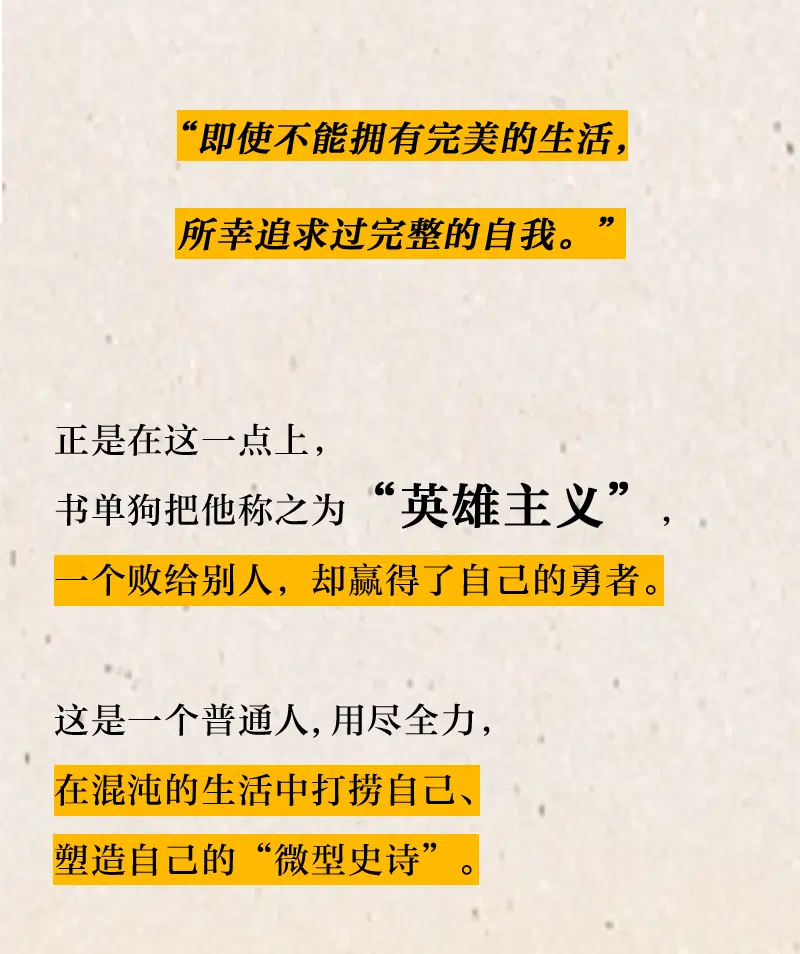 “即使不能拥有完美的生活，
所幸追求过完整的自我。”
正是在这一点上，
书单狗把他称之为“英雄主义”，
一个败给别人，却赢得了自己的勇者。
这是一个普通人，用尽全力，
在混沌的生活中打捞自己、
塑造自己的“微型史诗”。